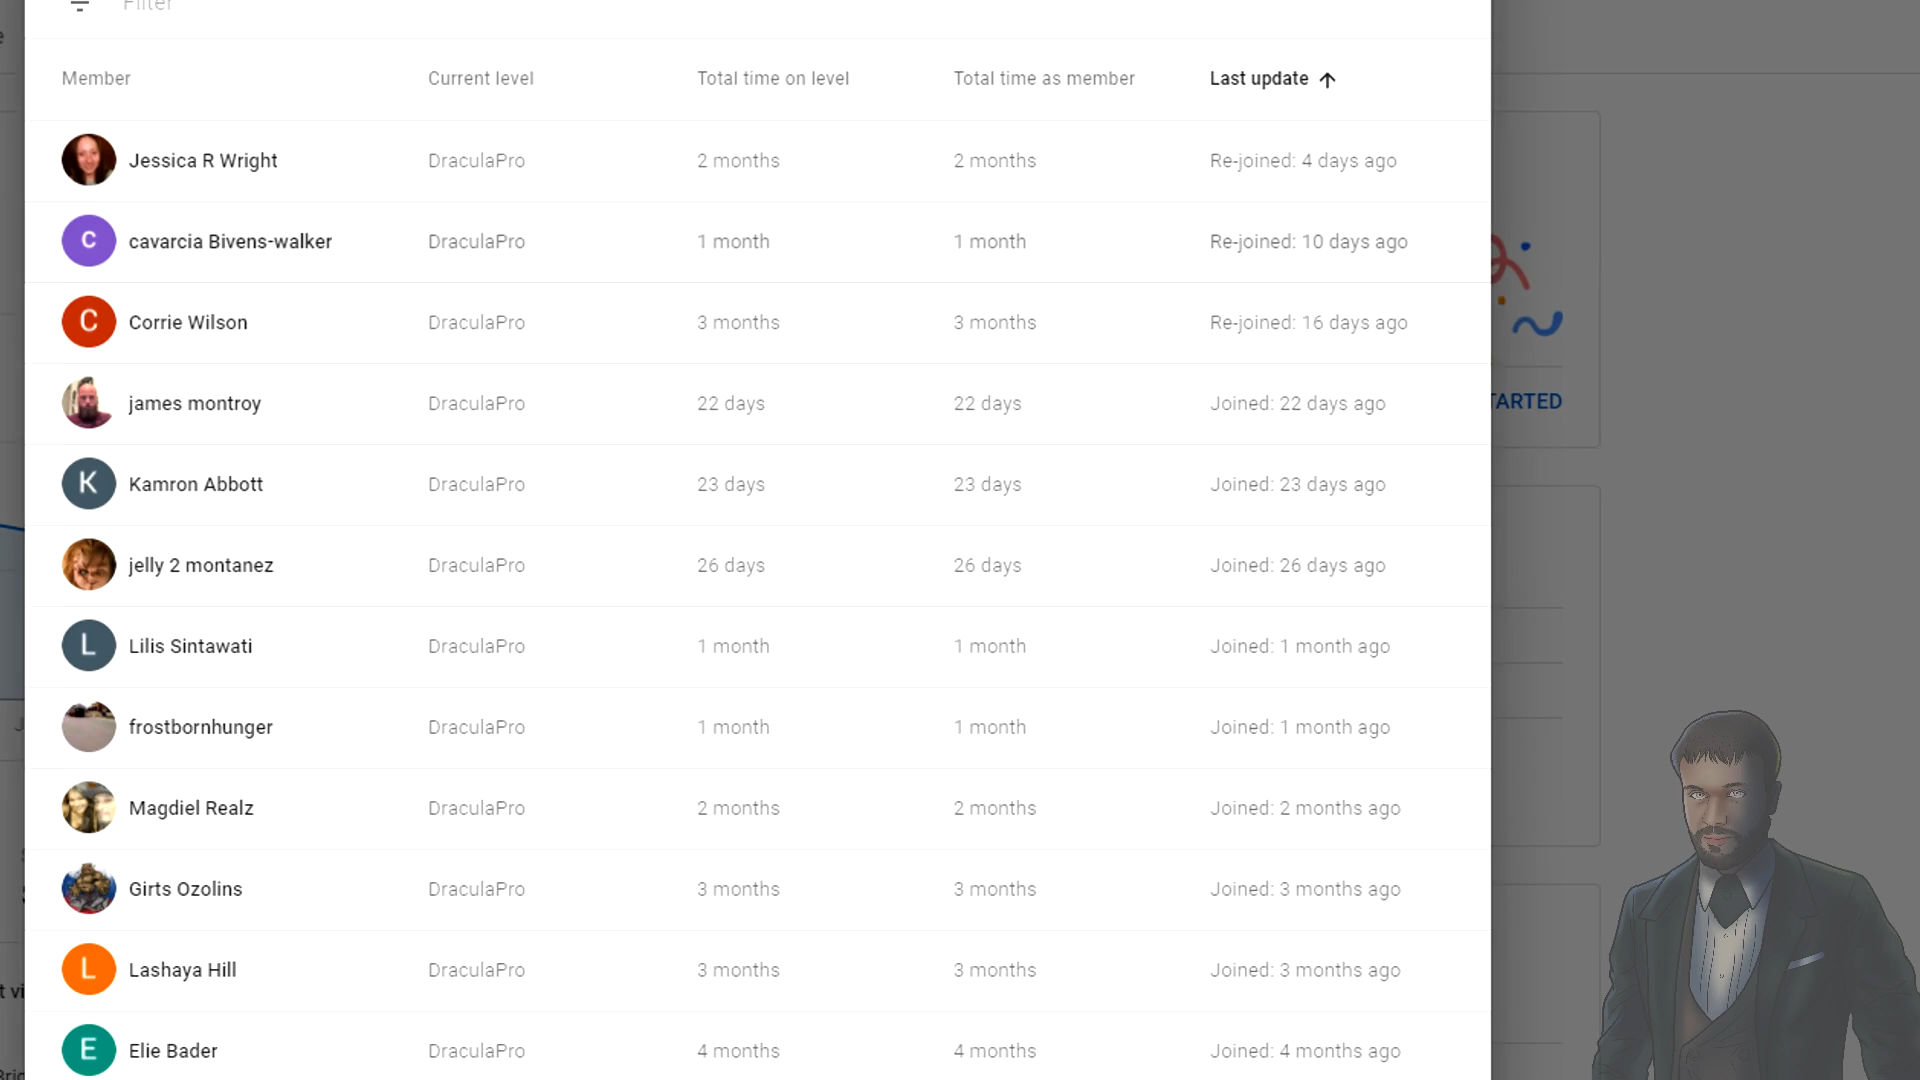 Filter
Member Current level Total time on level Total time as member Last update
Jessica R Wright DraculaPro 2 months 2 months Re-joined: 4 days ago
C cavarcia Bivens-walker DraculaPro 1 month 1 month Re-joined: 10 days ago
C Corrie Wilson DraculaPro 3 months 3 months Re-joined: 16 days ago
james montroy DraculaPro 22 days 22 days Joined: 22 days ago
TARTED
K Kamron Abbott DraculaPro 23 days 23 days Joined: 23 days ago
jelly 2 montanez DraculaPro 26 days 26 days Joined: 26 days ago
L Lilis Sintawati DraculaPro 1 month 1 month Joined: 1 month ago
frostbornhunger DraculaPro 1 month 1 month Joined: 1 month ago
Magdiel Realz DraculaPro 2 months 2 months Joined: 2 months ago
Girts Ozolins DraculaPro 3 months 3 months Joined: 3 months ago
L Lashaya Hill DraculaPro 3 months 3 months Joined: 3 months ago
t vi
E Elie Bader DraculaPro 4 months 4 months Joined: 4 months ago